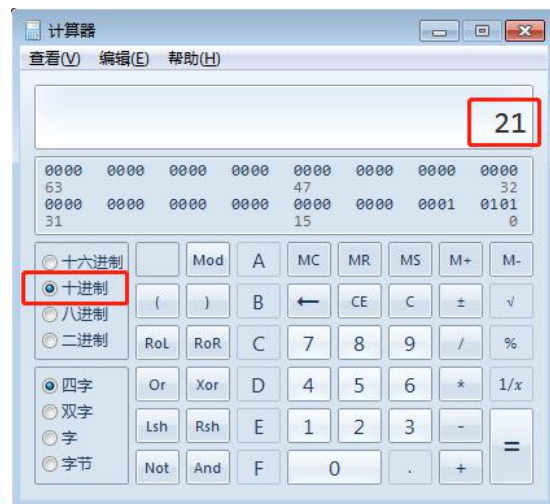 计算器
查看(V) 编辑(E) 帮助(H)
21
0000 0000 0000 0000 0000 0000 0000 0000
63 47 32
0000 0000 0000 0000 0000 0000 0001 0101
31 15 0
十六进制 Mod A MC MR MS M+ M-
十进制 ( ) B ← CE C ± √
八进制
二进制 RoL RoR C 7 8 9 / %
四字 Or Xor D 4 5 6 * 1/x
双字
字 Lsh Rsh E 1 2 3 - =
字节 Not And F 0 . +